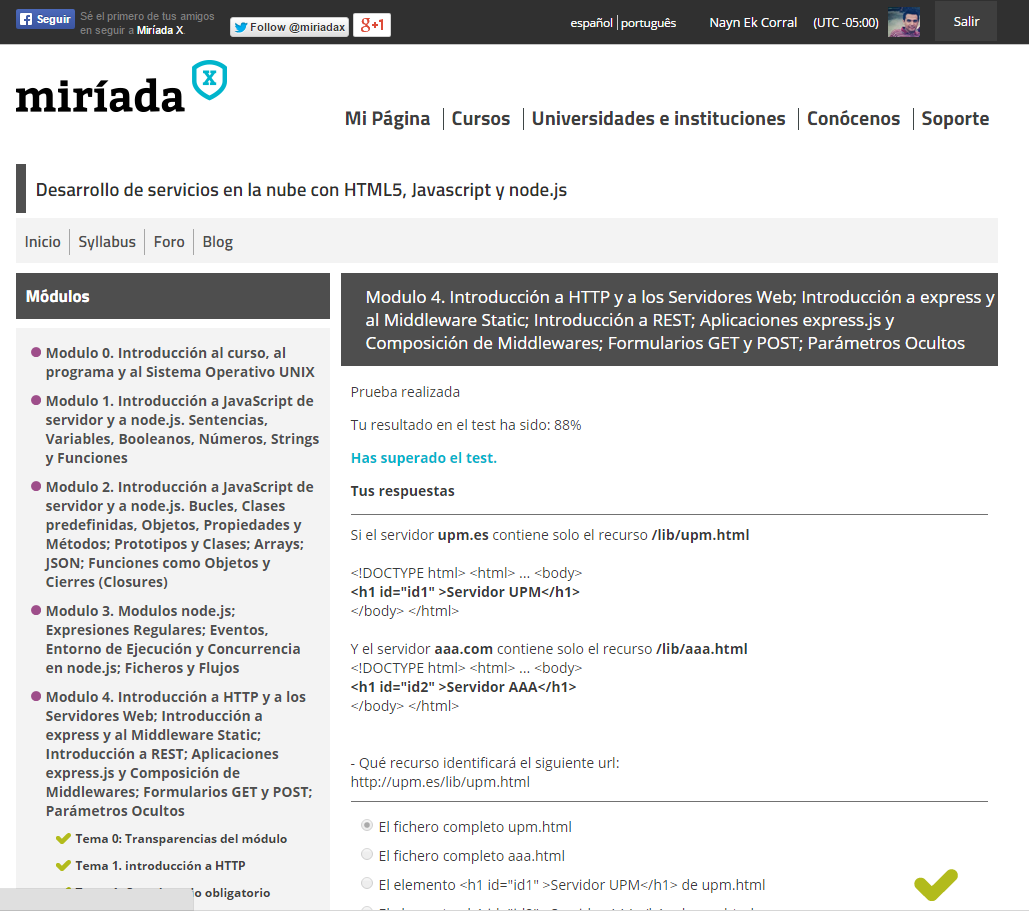 Seguir
Sé el primero de tus amigos
en seguir a Miríada X.
Follow @miriadax
g+1
español | português
Nayn Ek Corral
(UTC -05:00)
Salir
miríada X
Mi Página
Cursos
Universidades e instituciones
Conócenos
Soporte
Desarrollo de servicios en la nube con HTML5, Javascript y node.js
Inicio
Syllabus
Foro
Blog
Módulos
Modulo 0. Introducción al curso, al
programa y al Sistema Operativo UNIX
Modulo 1. Introducción a JavaScript de
servidor y a node.js. Sentencias,
Variables, Booleanos, Números, Strings
y Funciones
Modulo 2. Introducción a JavaScript de
servidor y a node.js. Bucles, Clases
predefinidas, Objetos, Propiedades y
Métodos; Prototipos y Clases; Arrays;
JSON; Funciones como Objetos y
Cierres (Closures)
Modulo 3. Modulos node.js;
Expresiones Regulares; Eventos,
Entorno de Ejecución y Concurrencia
en node.js; Ficheros y Flujos
Modulo 4. Introducción a HTTP y a los
Servidores Web; Introducción a
express y al Middleware Static;
Introducción a REST; Aplicaciones
express.js y Composición de
Middlewares; Formularios GET y POST;
Parámetros Ocultos
Tema 0: Transparencias del módulo
Tema 1. introducción a HTTP
obligatorio
Modulo 4. Introducción a HTTP y a los Servidores Web; Introducción a express y
al Middleware Static; Introducción a REST; Aplicaciones express.js y
Composición de Middlewares; Formularios GET y POST; Parámetros Ocultos
Prueba realizada
Tu resultado en el test ha sido: 88%
Has superado el test.
Tus respuestas
Si el servidor upm.es contiene solo el recurso /lib/upm.html
<!DOCTYPE html> <html> ... <body>
<h1 id="id1" >Servidor UPM</h1>
</body> </html>
Y el servidor aaa.com contiene solo el recurso /lib/aaa.html
<!DOCTYPE html> <html> ... <body>
<h1 id="id2" >Servidor AAA</h1>
</body> </html>
- Qué recurso identificará el siguiente url:
http://upm.es/lib/upm.html
El fichero completo upm.html
El fichero completo aaa.html
El elemento <h1 id="id1" >Servidor UPM</h1> de upm.html